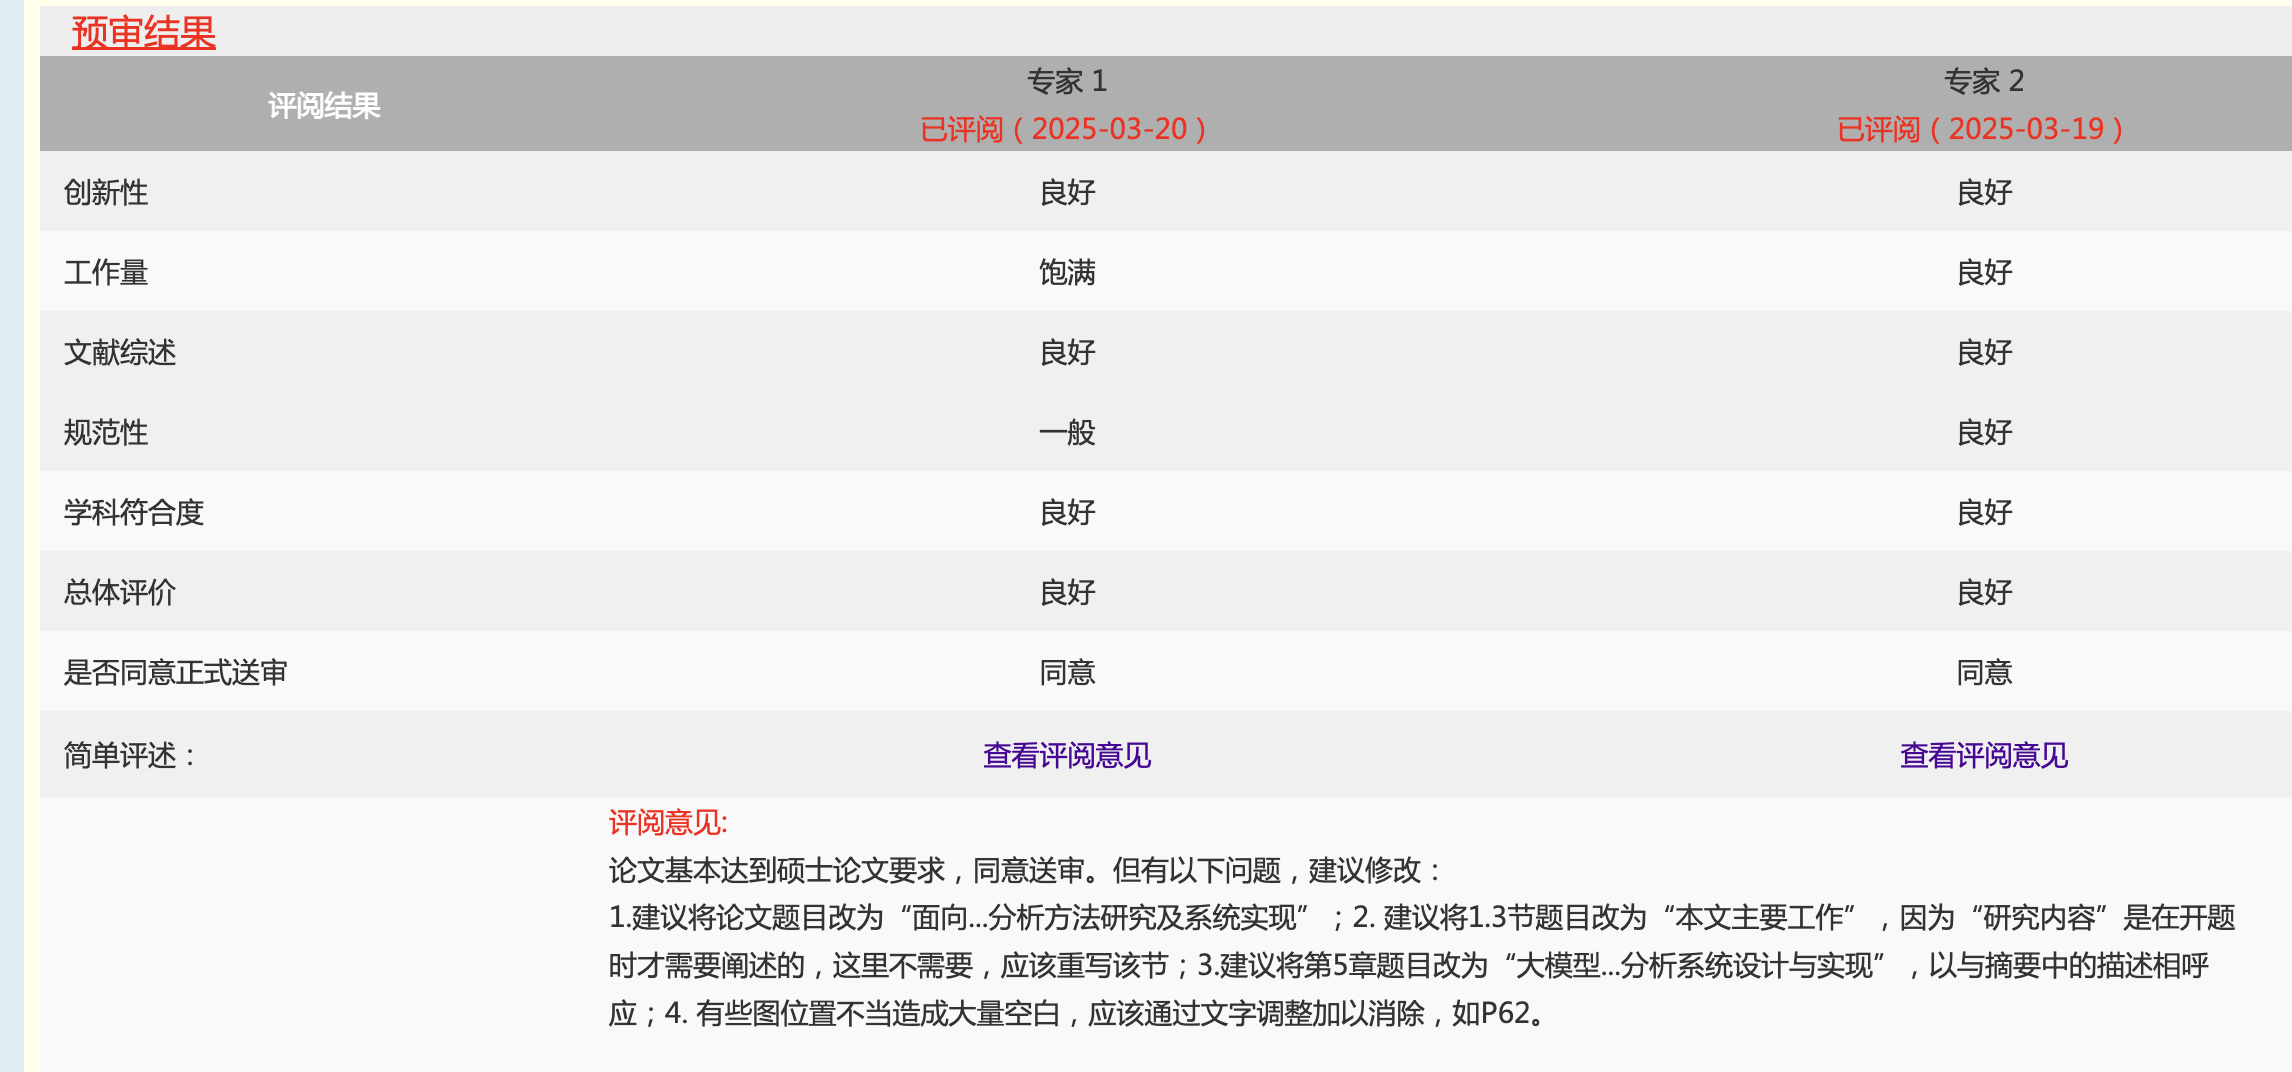 预审结果
评阅结果 专家 1 专家 2
已评阅（2025-03-20） 已评阅（2025-03-19）
创新性 良好 良好
工作量 饱满 良好
文献综述 良好 良好
规范性 一般 良好
学科符合度 良好 良好
总体评价 良好 良好
是否同意正式送审 同意 同意
简单评述： 查看评阅意见 查看评阅意见
评阅意见:
论文基本达到硕士论文要求，同意送审。但有以下问题，建议修改：
1.建议将论文题目改为“面向...分析方法研究及系统实现”；2. 建议将1.3节题目改为“本文主要工作”，因为“研究内容”是在开题
时才需要阐述的，这里不需要，应该重写该节；3.建议将第5章题目改为“大模型...分析系统设计与实现”，以与摘要中的描述相呼
应；4. 有些图位置不当造成大量空白，应该通过文字调整加以消除，如P62。